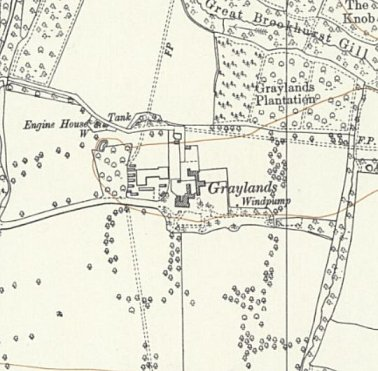 Great Brookhurst Gill
The
Knob
F.P.
Graylands
Plantation
Tank
Engine House
W
F.P.
Graylands
Windpump